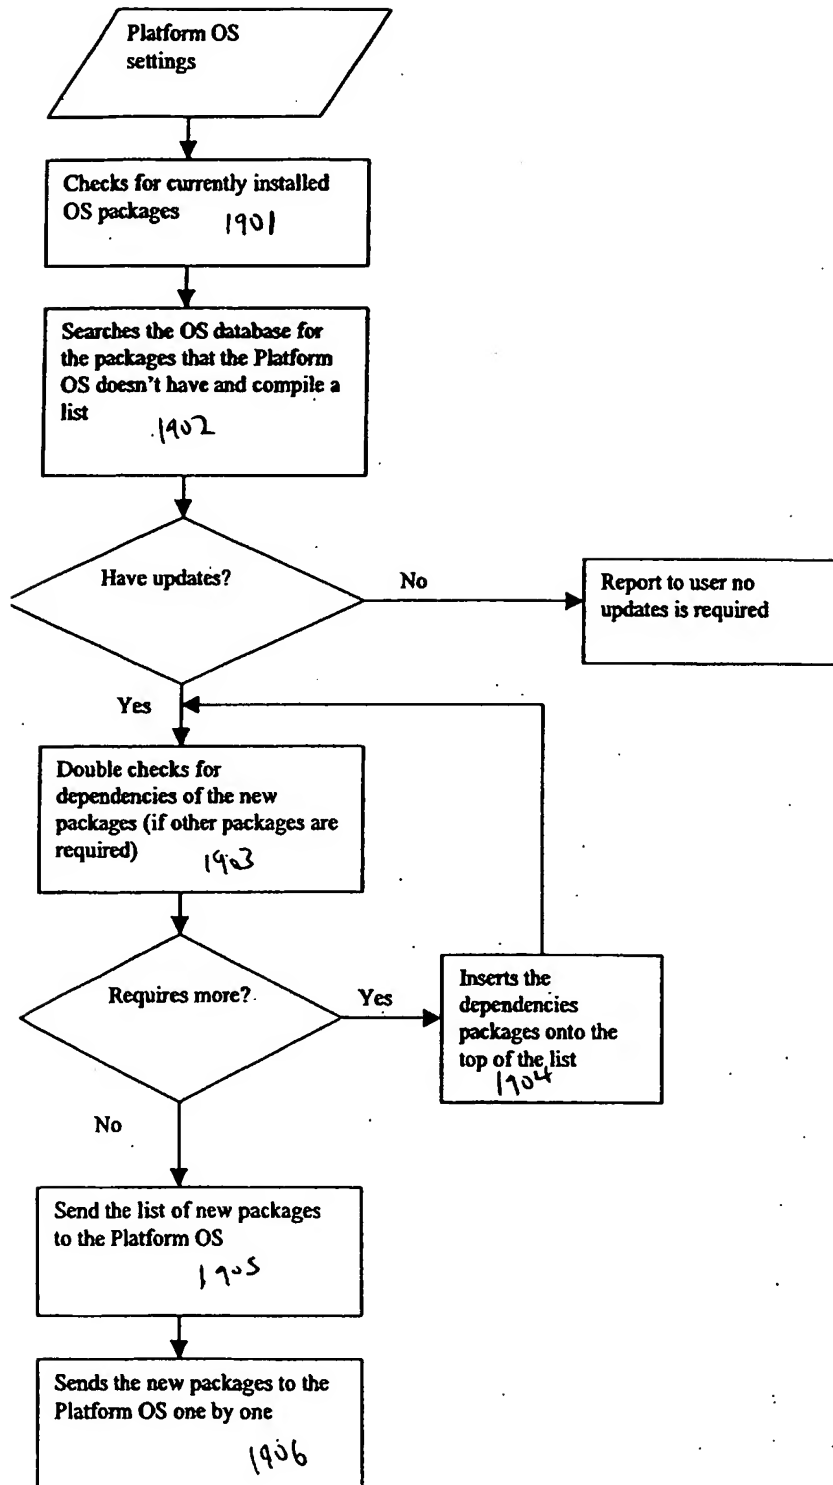 Platform OS
settings
Checks for currently installed
OS packages
1901
Searches the OS database for
the packages that the Platform
OS doesn't have and compile a
list
1902
Have updates?
No
Report to user no
updates is required
Yes
Double checks for
dependencies of the new
packages (if other packages are
required)
1903
Requires more?
Yes
Inserts the
dependencies
packages onto the
top of the list
1904
No
Send the list of new packages
to the Platform OS
1905
Sends the new packages to the
Platform OS one by one
1906